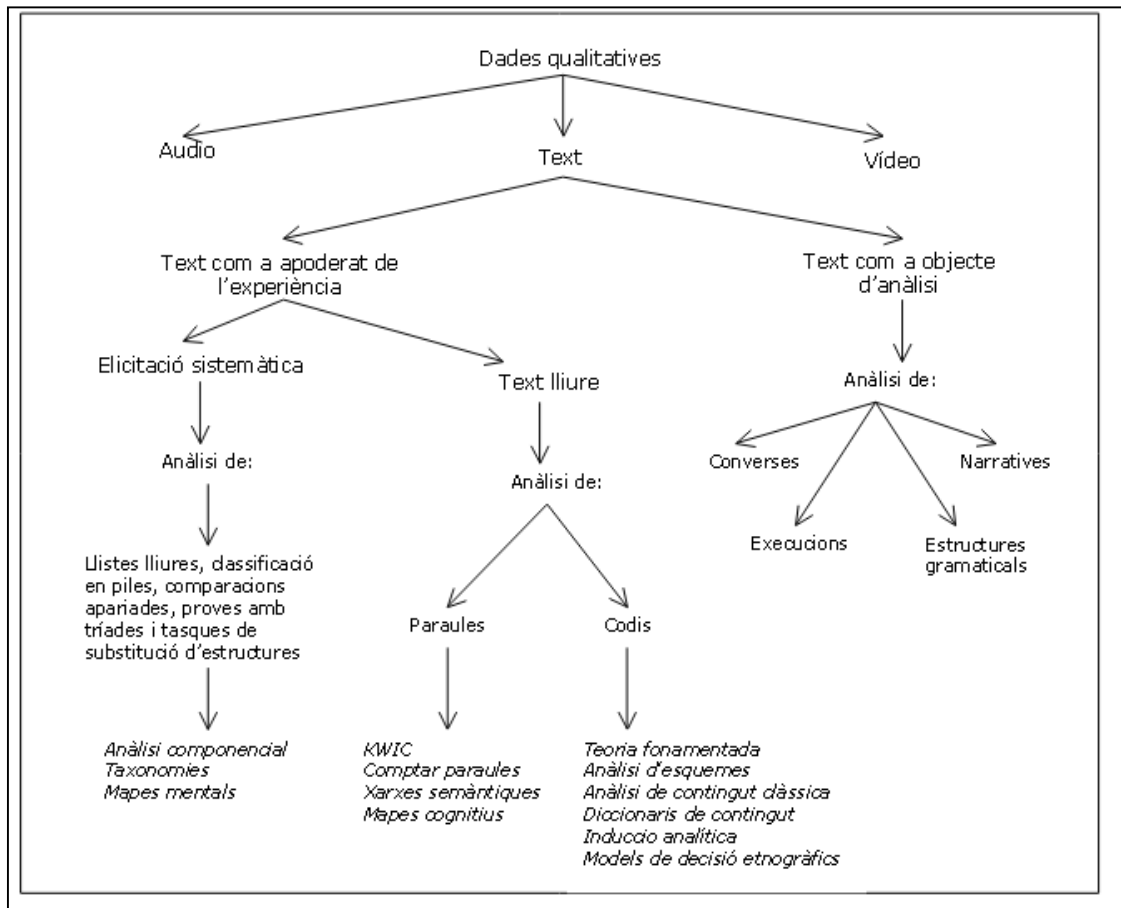 Dades qualitatives
Audio
Text
Vídeo
Text com a apoderat de
l'experiència
Text com a objecte
d'anàlisi
Elicitació sistemàtica
Text lliure
Anàlisi de:
Anàlisi de:
Anàlisi de:
Converses
Narratives
Execucions
Estructures
gramaticals
Llistes lliures, classificació
en piles, comparacions
apariades, proves amb
tríades i tasques de
substitució d'estructures
Paraules
Codis
Anàlisi componencial
Taxonomies
Mapes mentals
KWIC
Comptar paraules
Xarxes semàntiques
Mapes cognitius
Teoria fonamentada
Anàlisi d'esquemes
Anàlisi de contingut clàssica
Diccionaris de contingut
Induccio analítica
Models de decisió etnogràfics